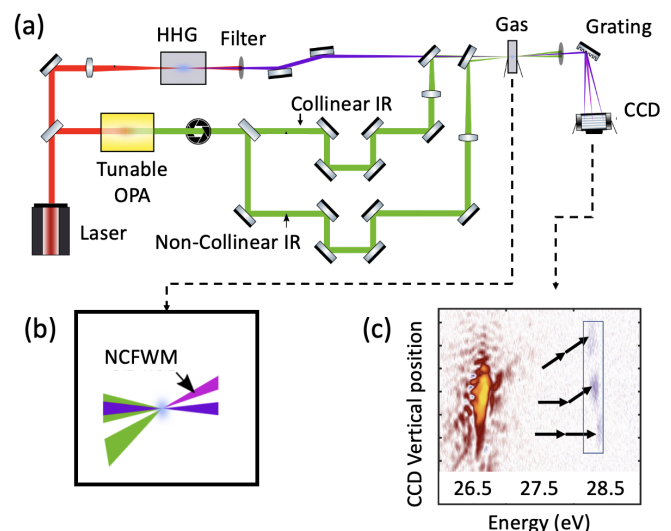 (a)
HHG
Filter
Gas
Grating
Collinear IR
CCD
Tunable
OPA
Laser
Non-Collinear IR
(b)
NCFWM
(c)
CCD Vertical position
26.5 27.5 28.5
Energy (eV)